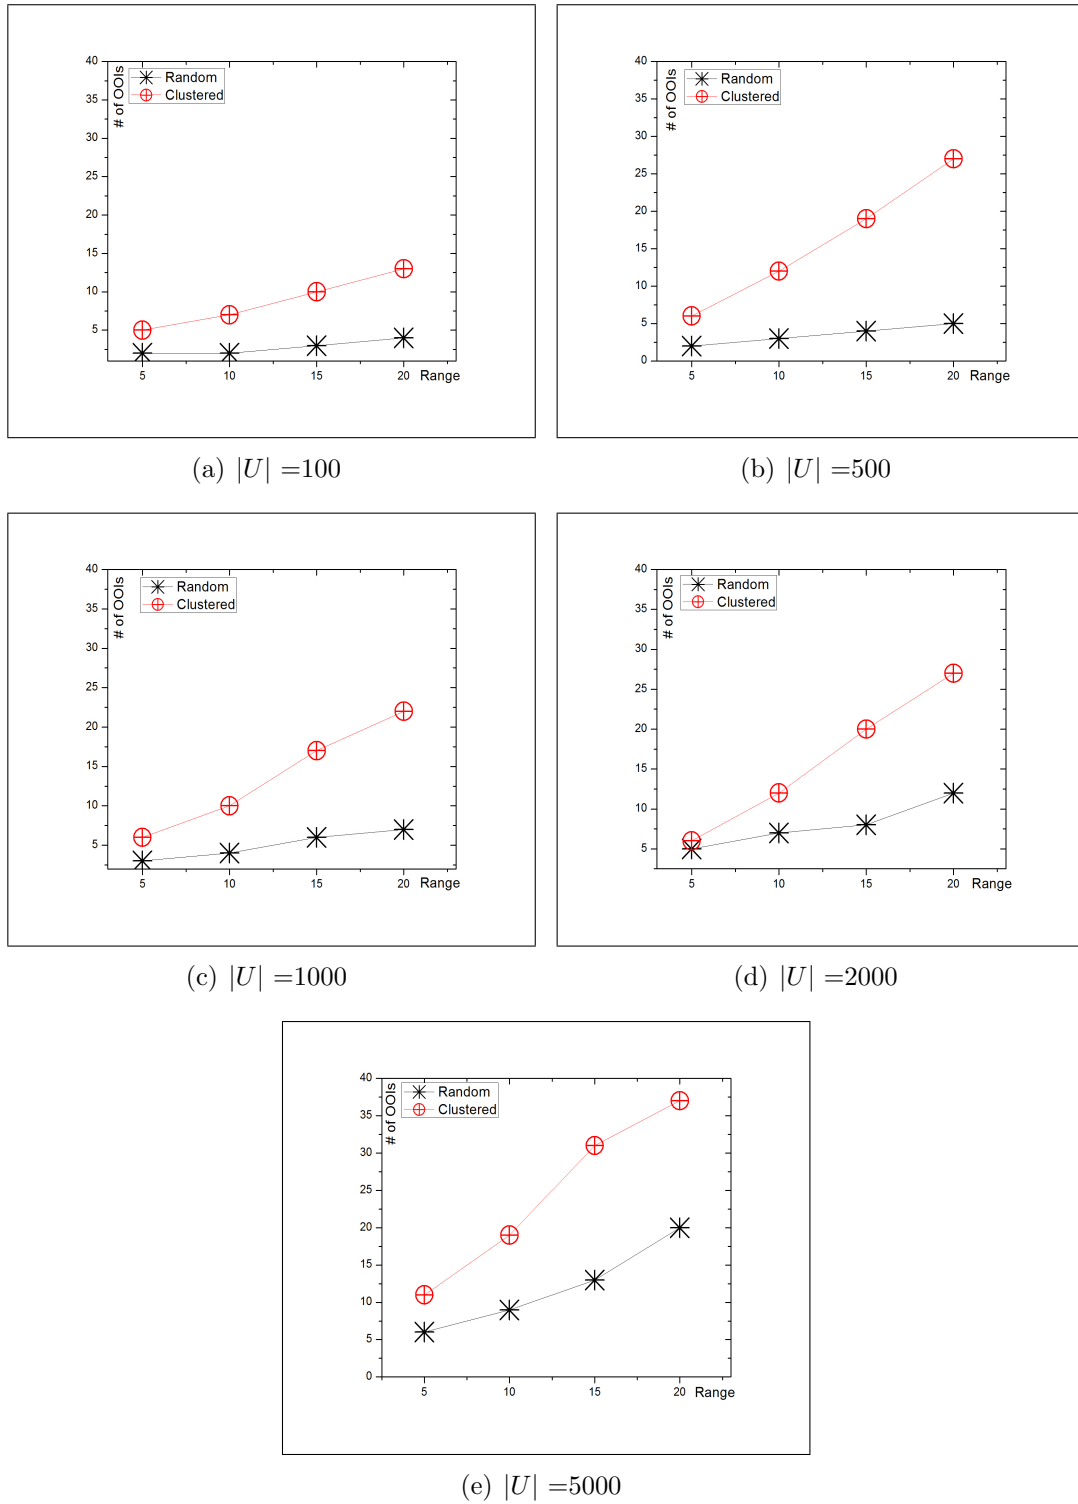 # of OOIs
Random
Clustered
40
35
30
25
20
15
10
5
5 10 15 20 Range
(a) |U| =100
# of OOIs
Random
Clustered
40
35
30
25
20
15
10
5
0
5 10 15 20 Range
(b) |U| =500
# of OOIs
Random
Clustered
40
35
30
25
20
15
10
5
5 10 15 20 Range
(c) |U| =1000
# of OOIs
Random
Clustered
40
35
30
25
20
15
10
5
5 10 15 20 Range
(d) |U| =2000
# of OOIs
Random
Clustered
40
35
30
25
20
15
10
5
0
5 10 15 20 Range
(e) |U| =5000